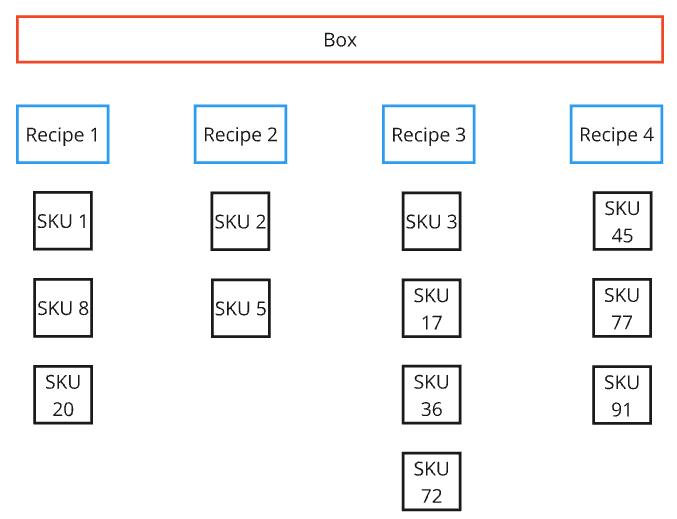 Box
Recipe 1
Recipe 2
Recipe 3
Recipe 4
SKU 1
SKU 2
SKU 3
SKU
45
SKU 8
SKU 5
SKU
17
SKU
77
SKU
20
SKU
36
SKU
91
SKU
72